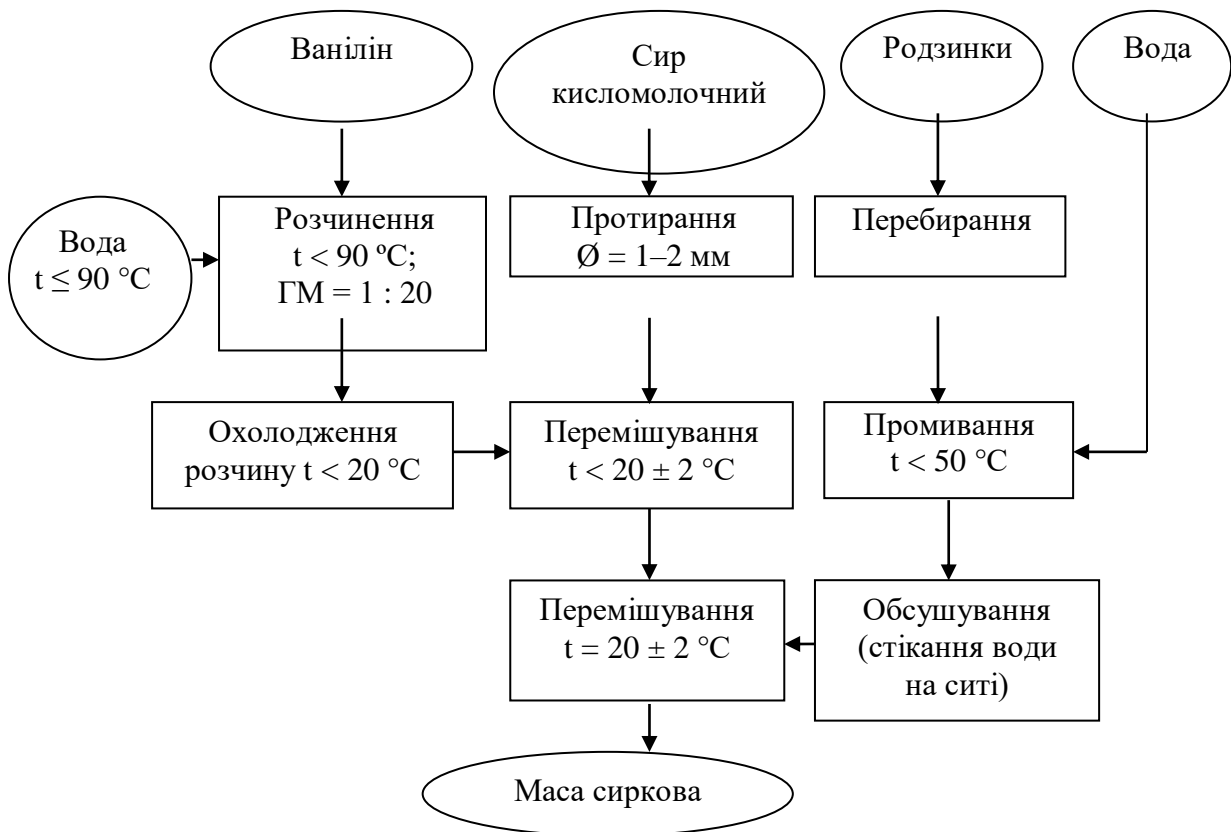 Ванілін
Сир
кисломолочний
Родзинки
Вода
Вода
t ≤ 90 °С
Розчинення
t < 90 ºС;
ГМ = 1 : 20
Протирання
Ø = 1–2 мм
Перебирання
Охолодження
розчину t < 20 °С
Перемішування
t < 20 ± 2 °С
Промивання
t < 50 °С
Перемішування
t = 20 ± 2 °С
Обсушування
(стікання води
на ситі)
Маса сиркова